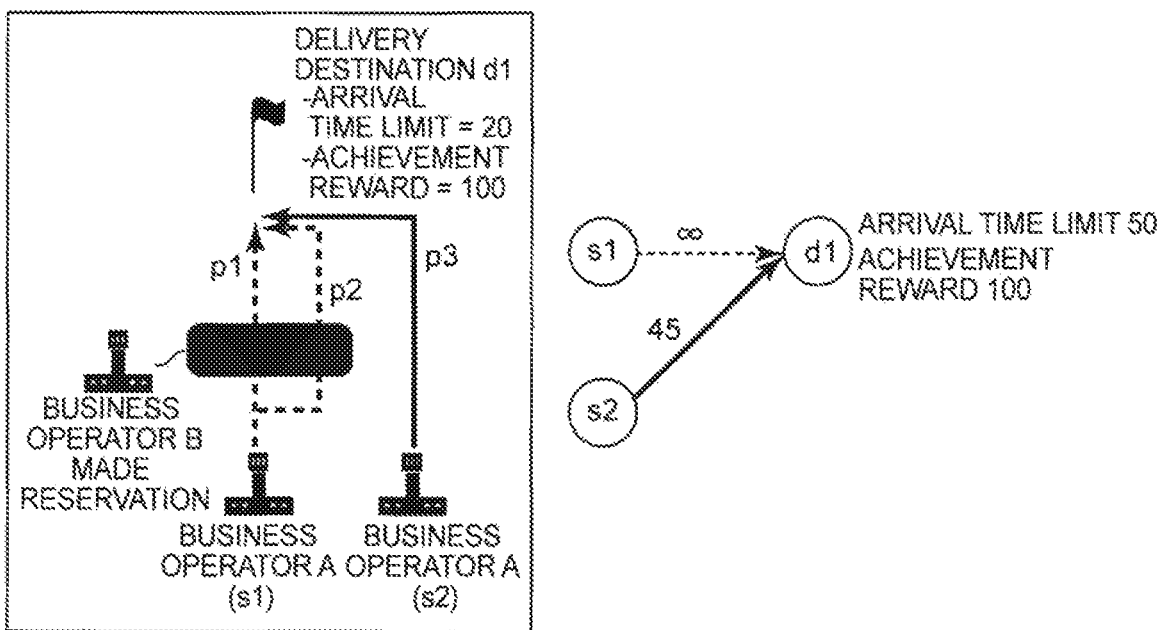 DELIVERY
DESTINATION d1
-ARRIVAL
TIME LIMIT = 20
-ACHIEVEMENT
REWARD = 100
p1
p2
p3
BUSINESS
OPERATOR B
MADE
RESERVATION
BUSINESS
OPERATOR A
(s1)
BUSINESS
OPERATOR A
(s2)
s1
∞
d1
ARRIVAL TIME LIMIT 50
ACHIEVEMENT
REWARD 100
45
s2